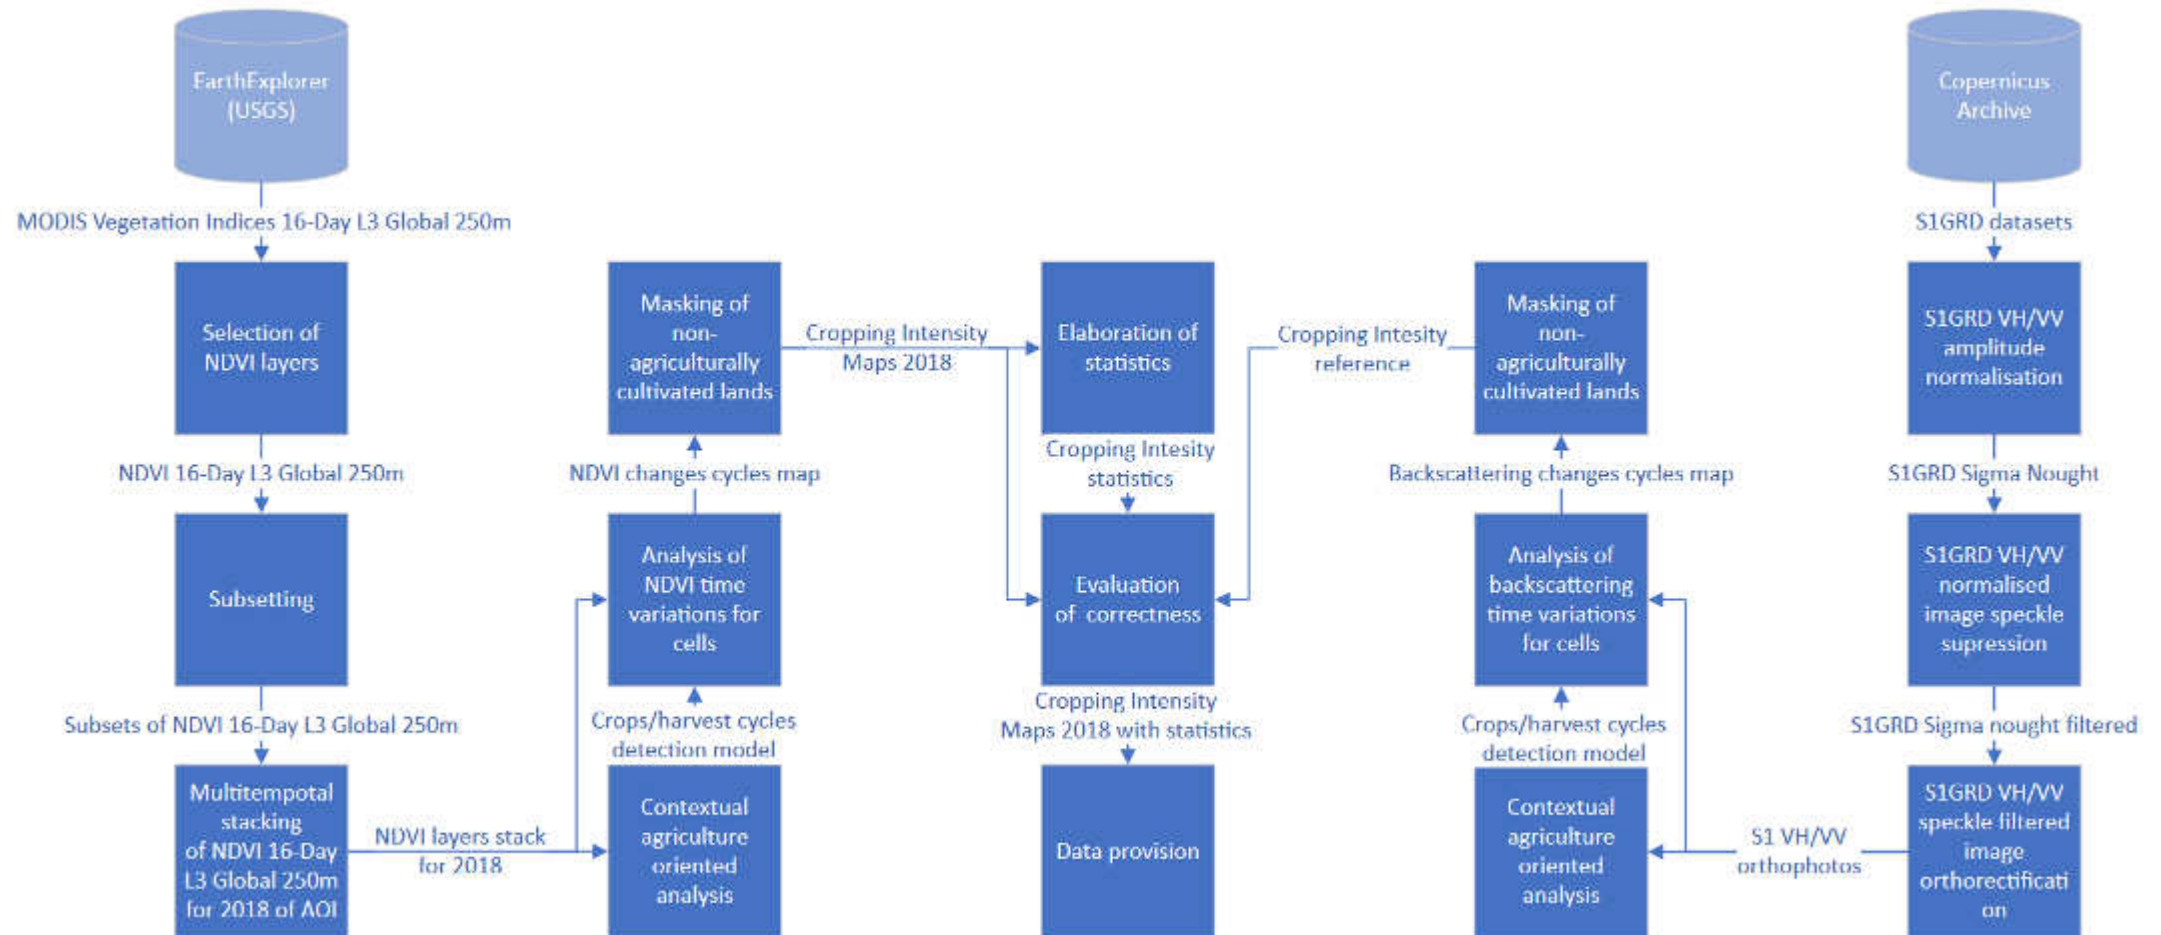 EarthExplorer
(USGS)
MODIS Vegetation Indices 16-Day L3 Global 250m
Selection of
NDVI layers
NDVI 16-Day L3 Global 250m
Subsetting
Subsets of NDVI 16-Day L3 Global 250m
Multitempotal
stacking
of NDVI 16-Day
L3 Global 250m
for 2018 of AOI
NDVI layers stack
for 2018
Masking of
non-
agriculturally
cultivated lands
NDVI changes cycles map
Analysis of
NDVI time
variations for
cells
Crops/harvest cycles
detection model
Contextual
agriculture
oriented
analysis
Cropping Intensity
Maps 2018
Elaboration of
statistics
Cropping Intesity
statistics
Evaluation
of correctness
Cropping Intensity
Maps 2018 with statistics
Data provision
Cropping Intesity
reference
Masking of
non-
agriculturally
cultivated lands
Backscattering changes cycles map
Analysis of
backscattering
time variations
for cells
Crops/harvest cycles
detection model
Contextual
agriculture
oriented
analysis
S1 VH/VV
orthophotos
Copernicus
Archive
S1GRD datasets
S1GRD VH/VV
amplitude
normalisation
S1GRD Sigma Nought
S1GRD VH/VV
normalised
image speckle
supression
S1GRD Sigma nought filtered
S1GRD VH/VV
speckle filtered
image
orthorectificati
on